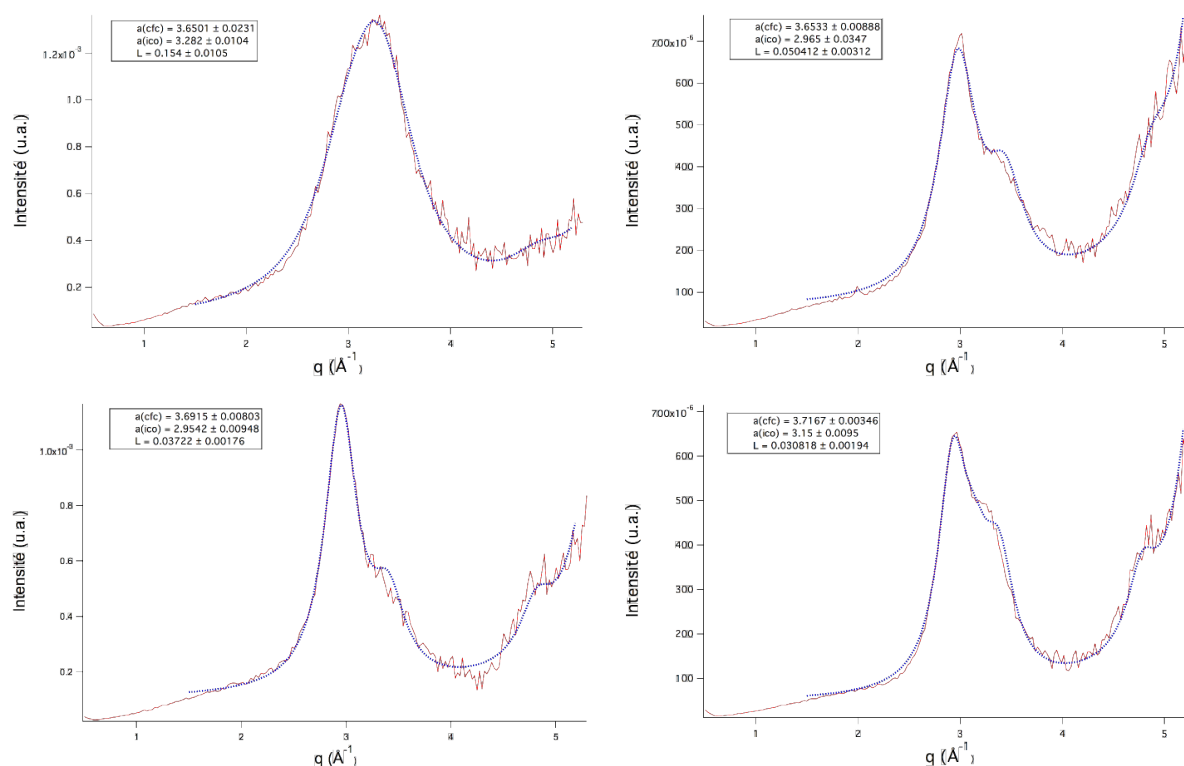 a(cfc) = 3.6501 ± 0.0231
a(ico) = 3.282 ± 0.0104
L = 0.154 ± 0.0105
1.2x10⁻³
1.0
0.8
0.6
0.4
0.2
Intensité (u.a.)
1 2 3 4 5
q (Å⁻¹)
a(cfc) = 3.6533 ± 0.00888
a(ico) = 2.965 ± 0.0347
L = 0.050412 ± 0.00312
700x10⁻⁶
600
500
400
300
200
100
Intensité (u.a.)
1 2 3 4 5
q (Å⁻¹)
a(cfc) = 3.6915 ± 0.00803
a(ico) = 2.9542 ± 0.00948
L = 0.03722 ± 0.00176
1.0x10⁻³
0.8
0.6
0.4
0.2
Intensité (u.a.)
1 2 3 4 5
q (Å⁻¹)
a(cfc) = 3.7167 ± 0.00346
a(ico) = 3.15 ± 0.0095
L = 0.030818 ± 0.00194
700x10⁻⁶
600
500
400
300
200
100
Intensité (u.a.)
1 2 3 4 5
q (Å⁻¹)